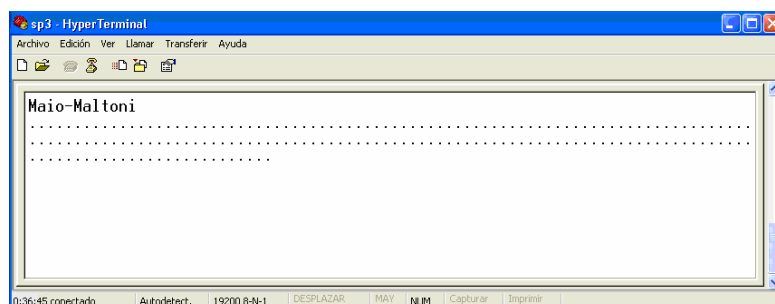 sp3 - HyperTerminal
Archivo Edición Ver Llamar Transferir Ayuda
Maio-Maltoni
................................................................................
................................................................................
...........................
0:36:45 conectado Autodetect. 19200 8-N-1 DESPLAZAR MAY NUM Capturar Imprimir